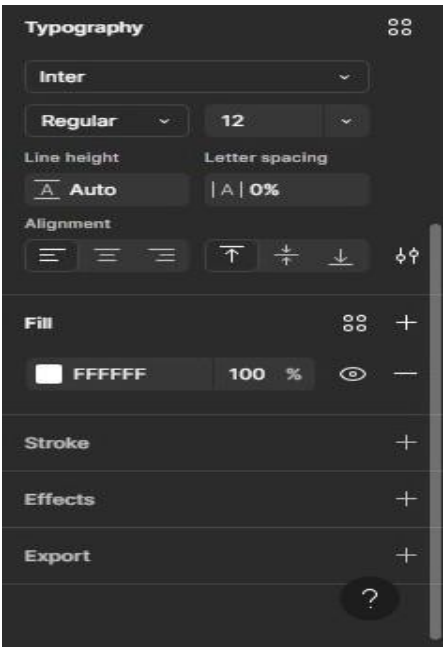 Typography
Inter
Regular 12
Line height Letter spacing
A Auto |A| 0%
Alignment
Fill
FFFFFF 100 %
Stroke
Effects
Export
?